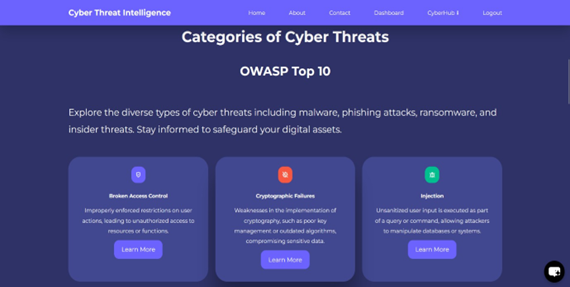 Cyber Threat Intelligence
Home About Contact Dashboard CyberHub Logout
Categories of Cyber Threats
OWASP Top 10
Explore the diverse types of cyber threats including malware, phishing attacks, ransomware, and
insider threats. Stay informed to safeguard your digital assets.
Broken Access Control
Improperly enforced restrictions on user
actions, leading to unauthorized access to
resources or functions.
Learn More
Cryptographic Failures
Weaknesses in the implementation of
cryptography, such as poor key
management or outdated algorithms,
compromising sensitive data.
Learn More
Injection
Unsanitized user input is executed as part
of a query or command, allowing attackers
to manipulate databases or systems.
Learn More